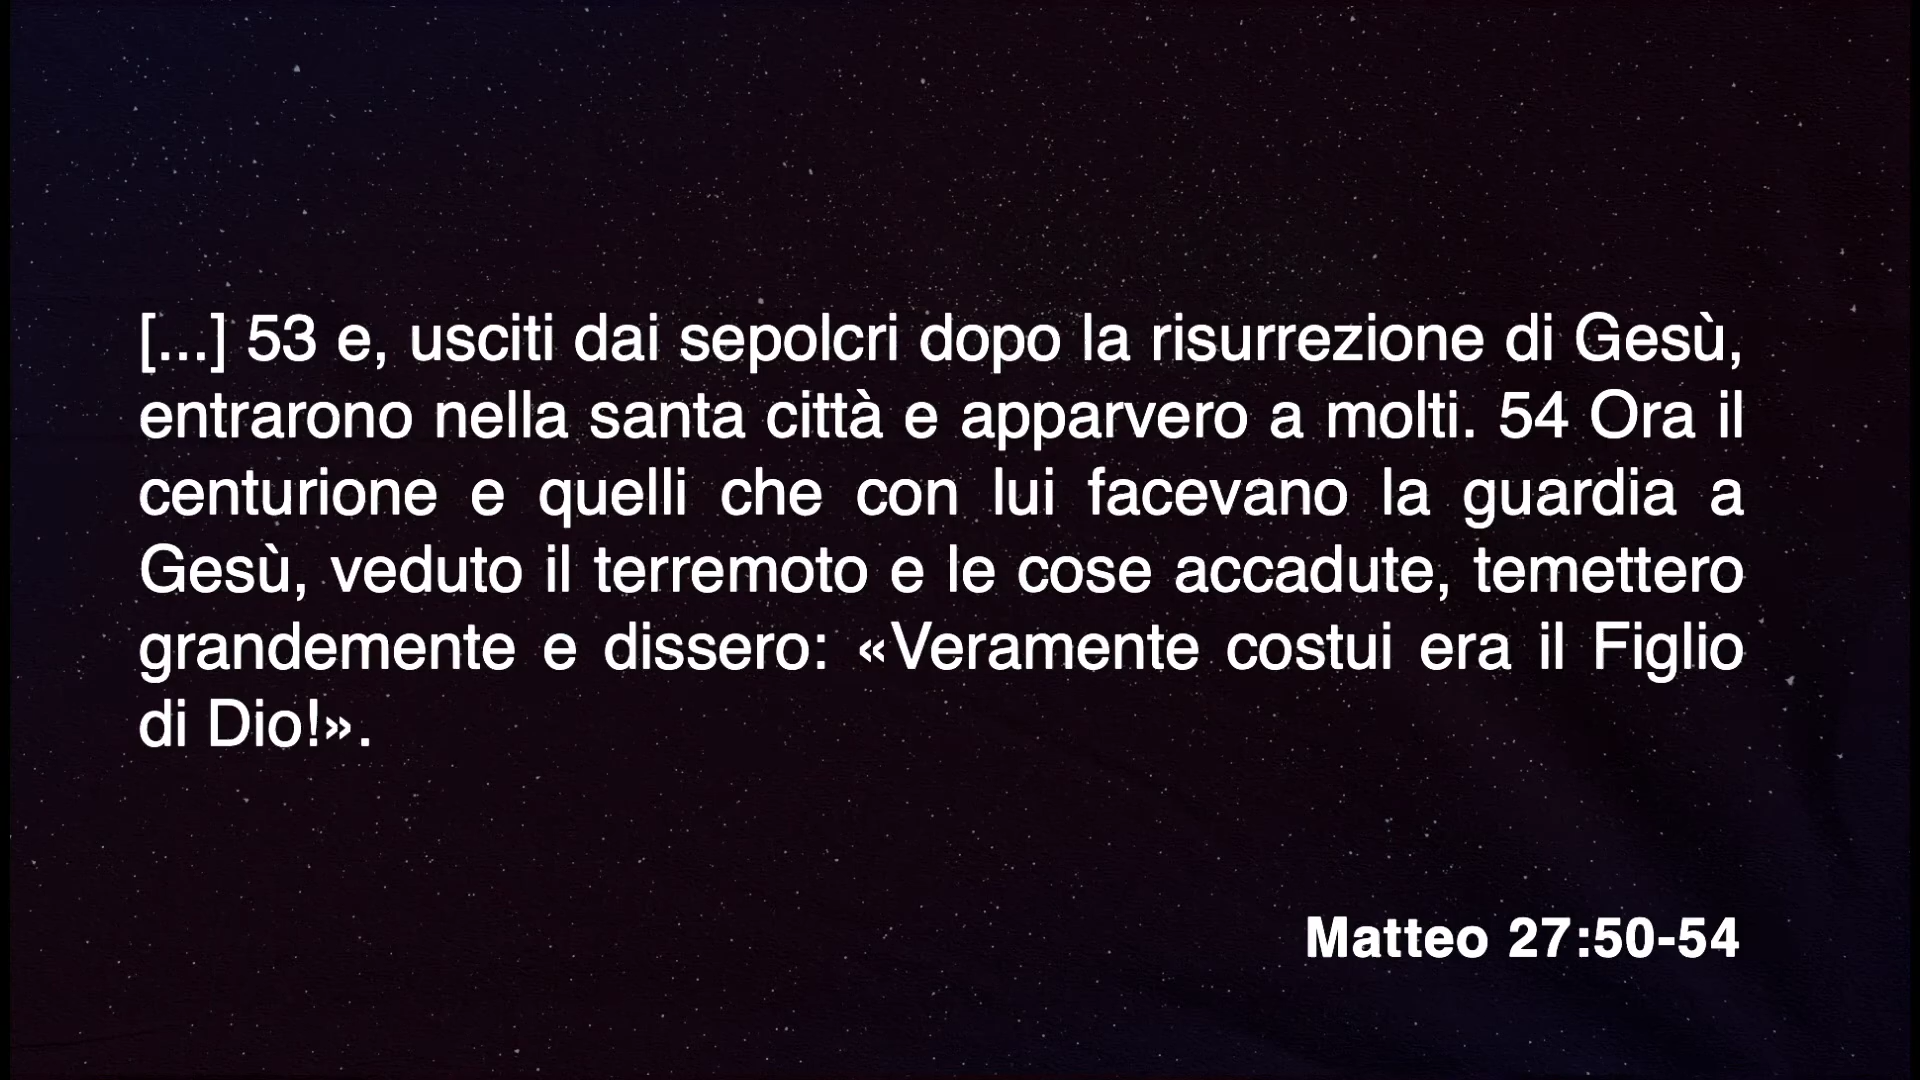 [...] 53 e, usciti dai sepolcri dopo la risurrezione di Gesù,
entrarono nella santa città e apparvero a molti. 54 Ora il
centurione e quelli che con lui facevano la guardia a
Gesù, veduto il terremoto e le cose accadute, temettero
grandemente e dissero: «Veramente costui era il Figlio
di Dio!».
Matteo 27:50-54